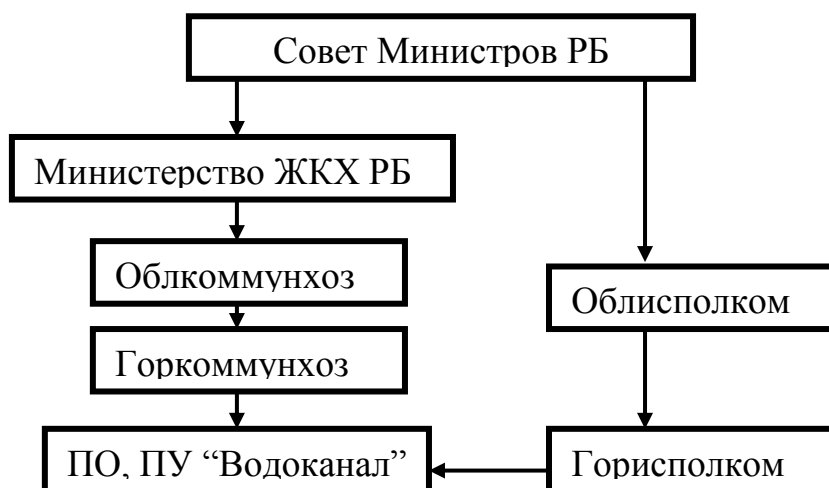 Совет Министров РБ
Министерство ЖКХ РБ
Облкоммунхоз
Облисполком
Горкоммунхоз
ПО, ПУ “Водоканал”
Горисполком